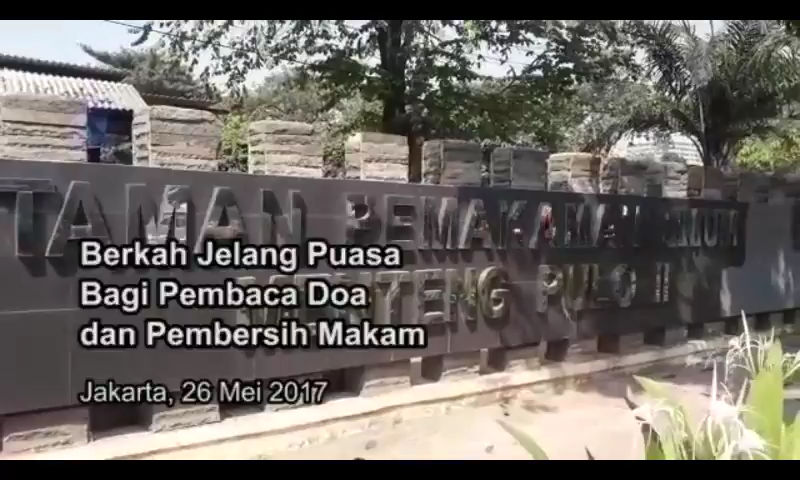 TAMAN PEMAKAMAN UMUM
MENTENG PULO II
Berkah Jelang Puasa
Bagi Pembaca Doa
dan Pembersih Makam
Jakarta, 26 Mei 2017